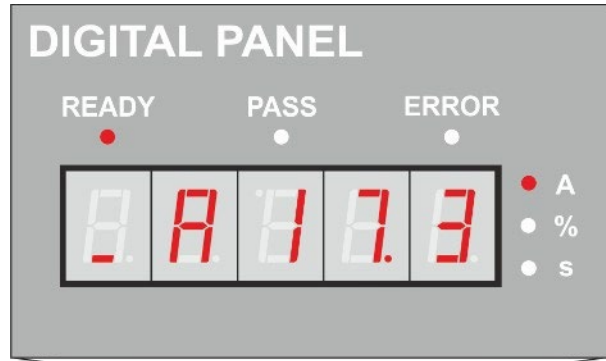 DIGITAL PANEL
READY PASS ERROR
_A17.3
A
%
s